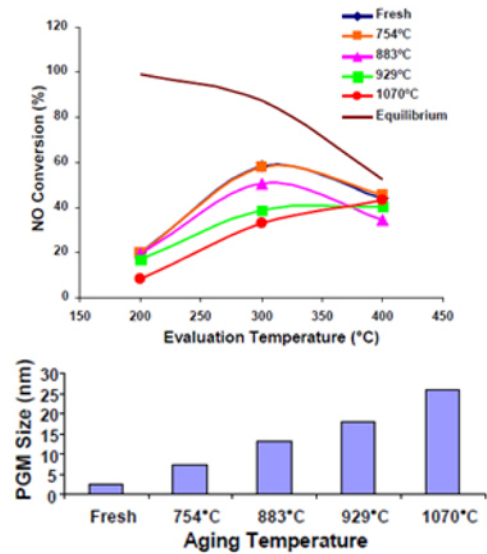 Fresh
754°C
883°C
929°C
1070°C
Equilibrium
NO Conversion (%)
120
100
80
60
40
20
0
150 200 250 300 350 400 450
Evaluation Temperature (°C)
PGM Size (nm)
30
25
20
15
10
5
0
Fresh 754°C 883°C 929°C 1070°C
Aging Temperature